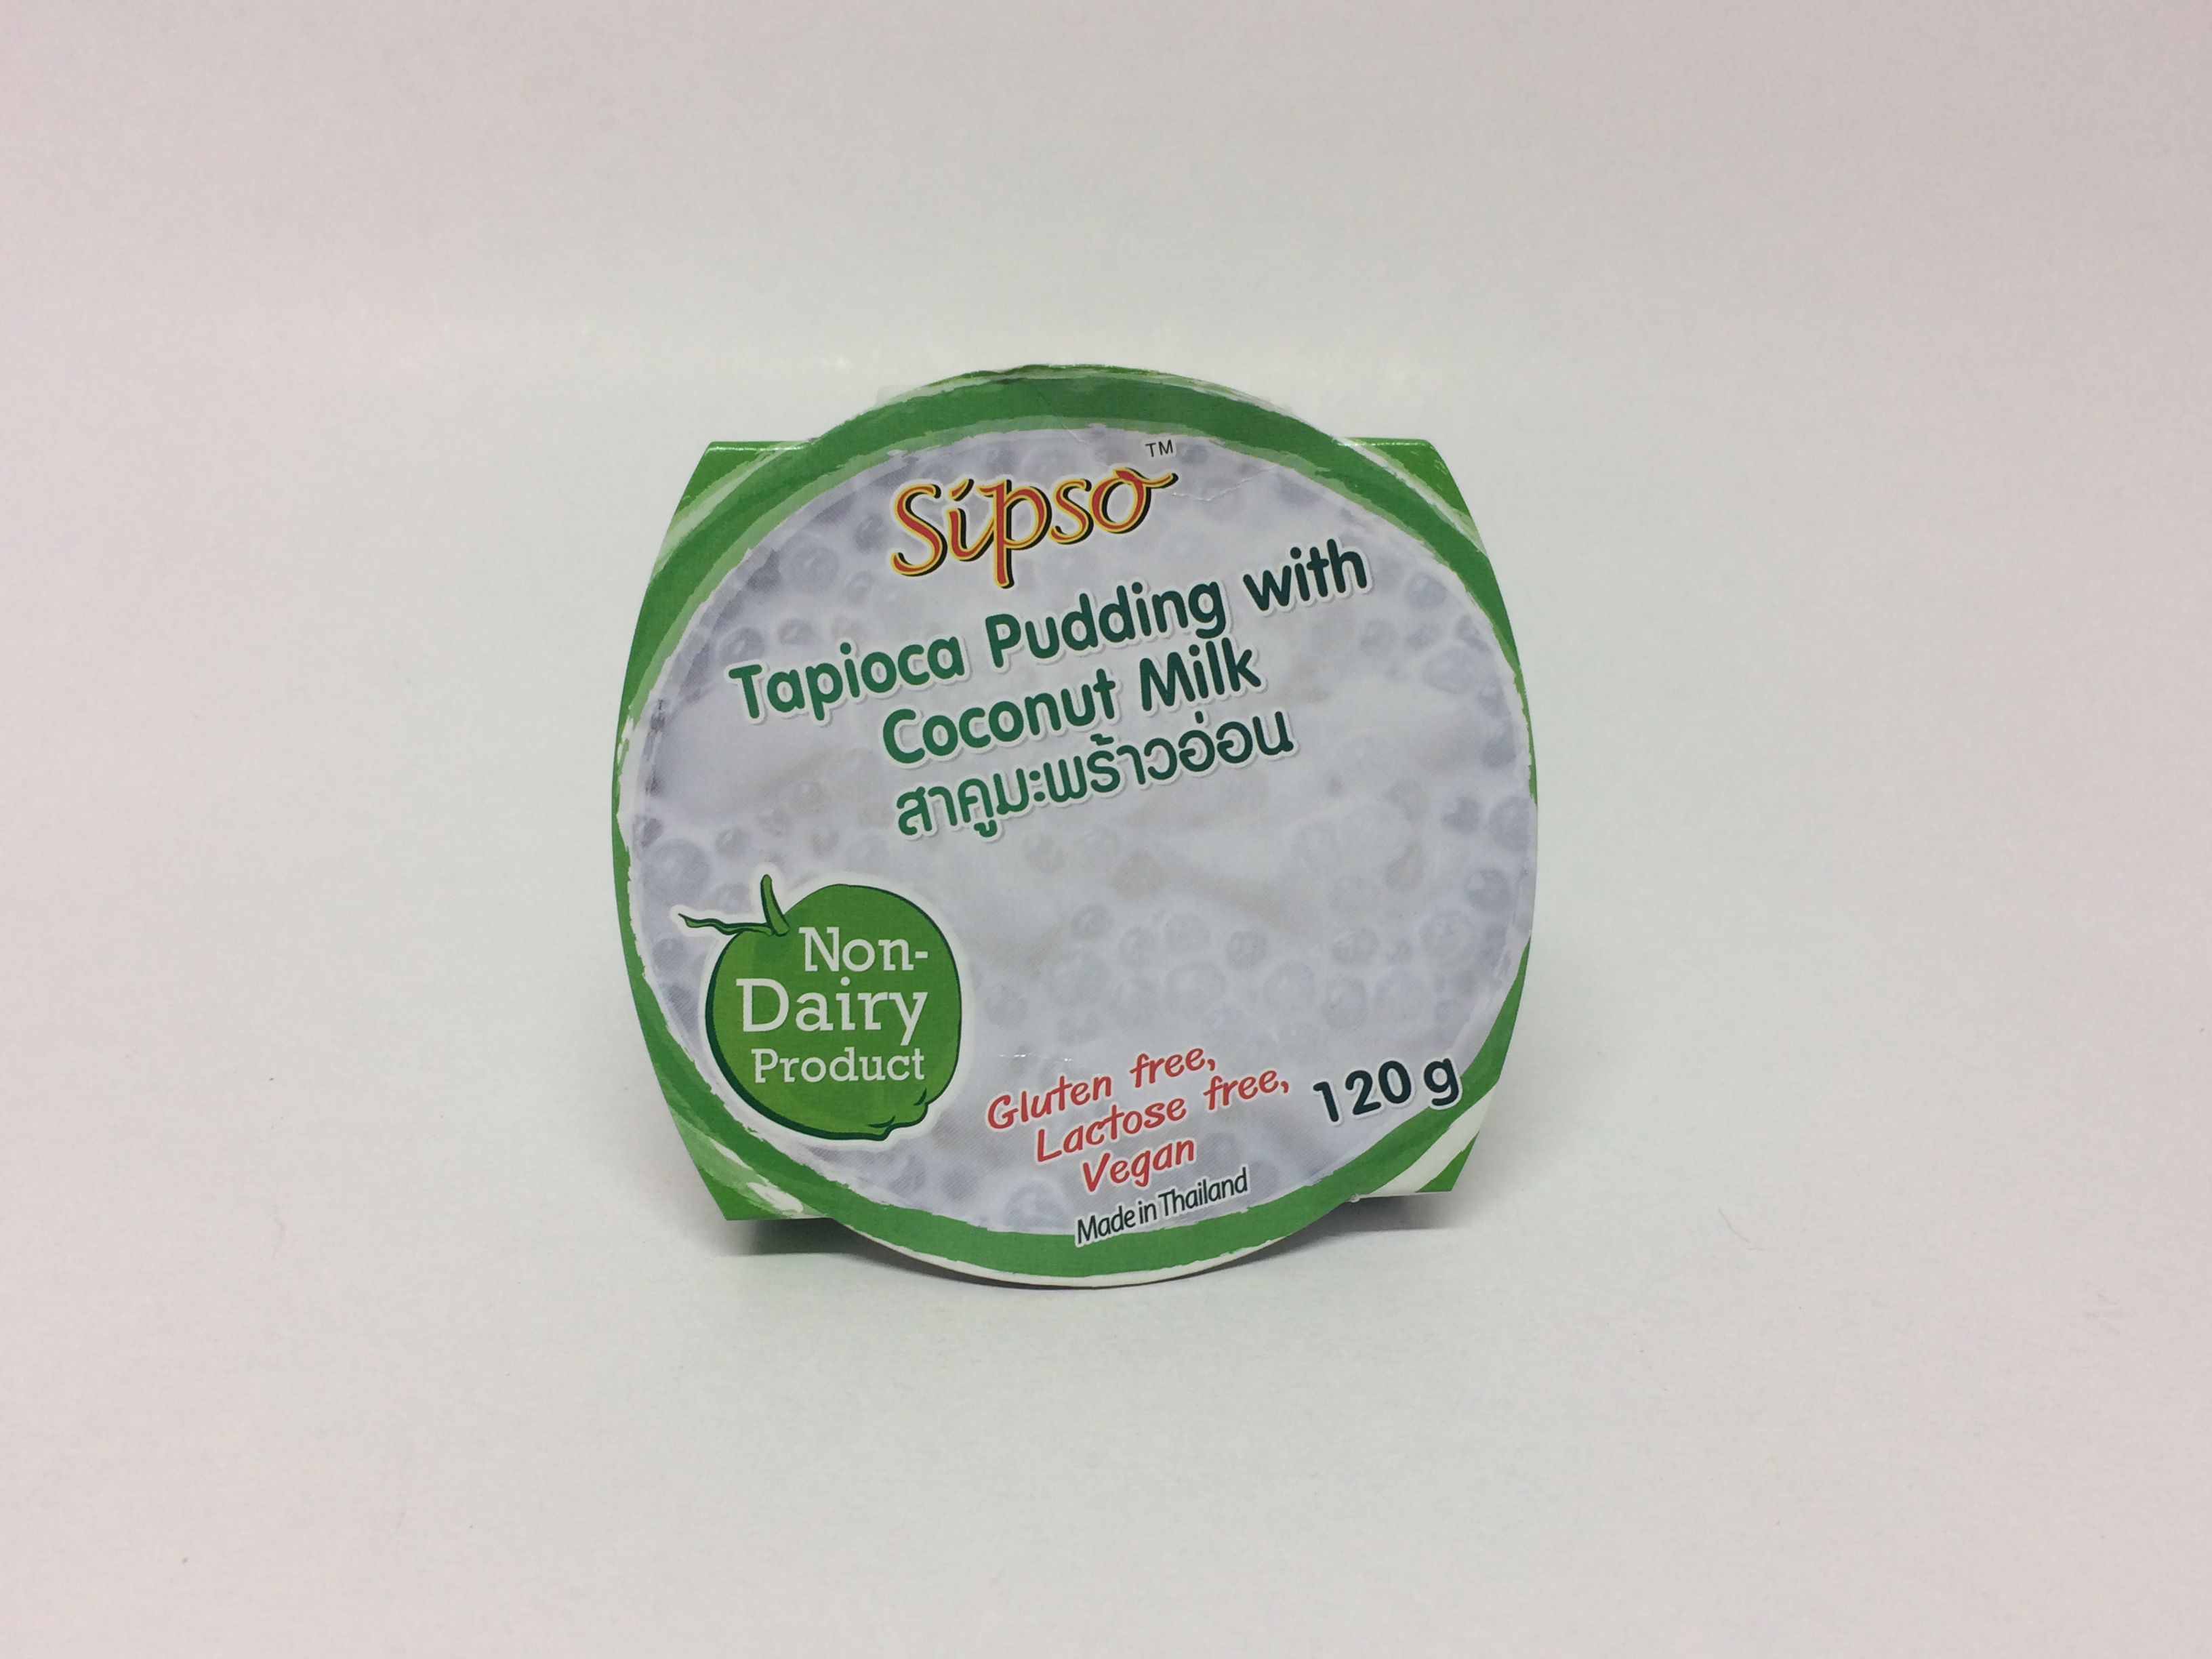 Sipso™
Tapioca Pudding with
Coconut Milk
สาคูมะพร้าวอ่อน
Non-
Dairy
Product
Gluten free,
Lactose free,
Vegan
120 g
Made in Thailand